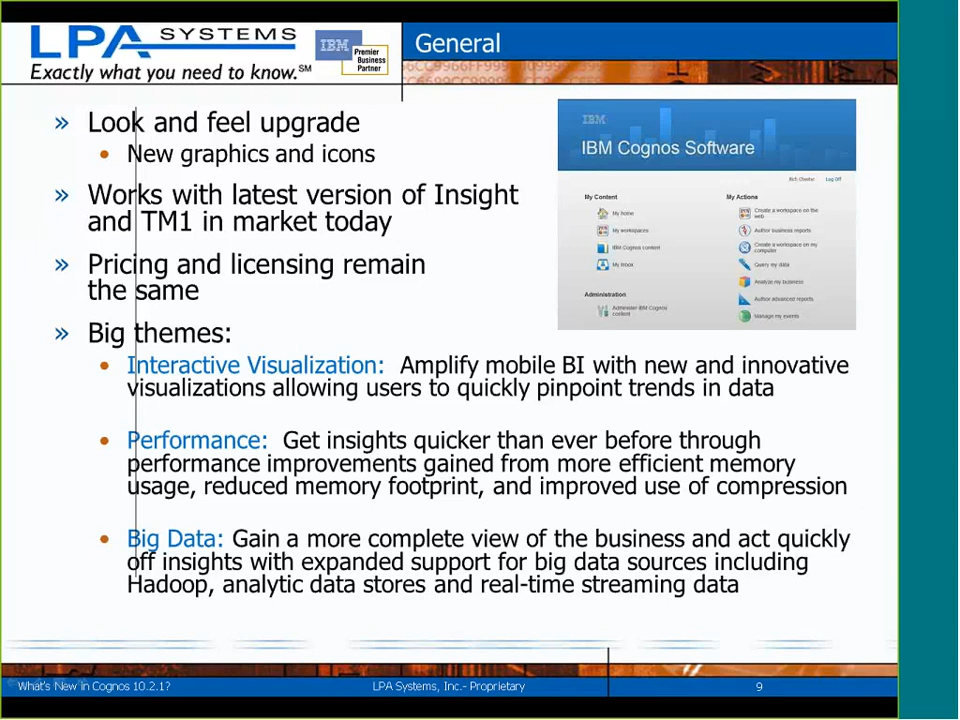 LPA SYSTEMS
Exactly what you need to know.SM
IBM
Premier
Business
Partner
General
» Look and feel upgrade
• New graphics and icons
» Works with latest version of Insight
and TM1 in market today
» Pricing and licensing remain
the same
» Big themes:
• Interactive Visualization: Amplify mobile BI with new and innovative
visualizations allowing users to quickly pinpoint trends in data
• Performance: Get insights quicker than ever before through
performance improvements gained from more efficient memory
usage, reduced memory footprint, and improved use of compression
• Big Data: Gain a more complete view of the business and act quickly
off insights with expanded support for big data sources including
Hadoop, analytic data stores and real-time streaming data
IBM
IBM Cognos Software
Rich Chester Log Off
My Content
My home
My workspaces
IBM Cognos content
My Inbox
Administration
Administer IBM Cognos
content
My Actions
Create a workspace on the
web
Author business reports
Create a workspace on my
computer
Query my data
Analyze my business
Author advanced reports
Manage my events
What's New in Cognos 10.2.1?
LPA Systems, Inc.- Proprietary
9